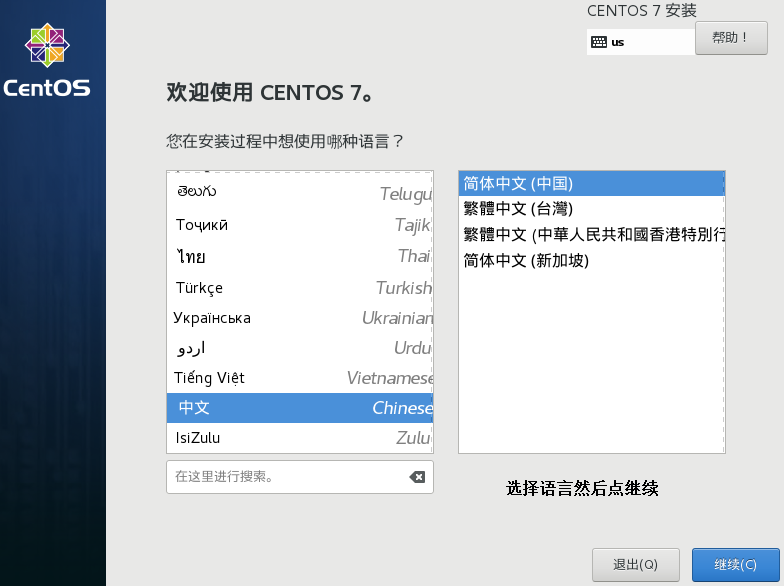 CENTOS 7 安装
us
帮助！
CentOS
欢迎使用 CENTOS 7。
您在安装过程中想使用哪种语言？
తెలుగు Telugu
Тоҷикӣ Tajik
ไทย Thai
Türkçe Turkish
Українська Ukrainian
اردو Urdu
Tiếng Việt Vietnamese
中文 Chinese
IsiZulu Zulu
简体中文 (中国)
繁體中文 (台灣)
繁體中文 (中華人民共和國香港特別行
简体中文 (新加坡)
在这里进行搜索。
选择语言然后点继续
退出(Q)
继续(C)